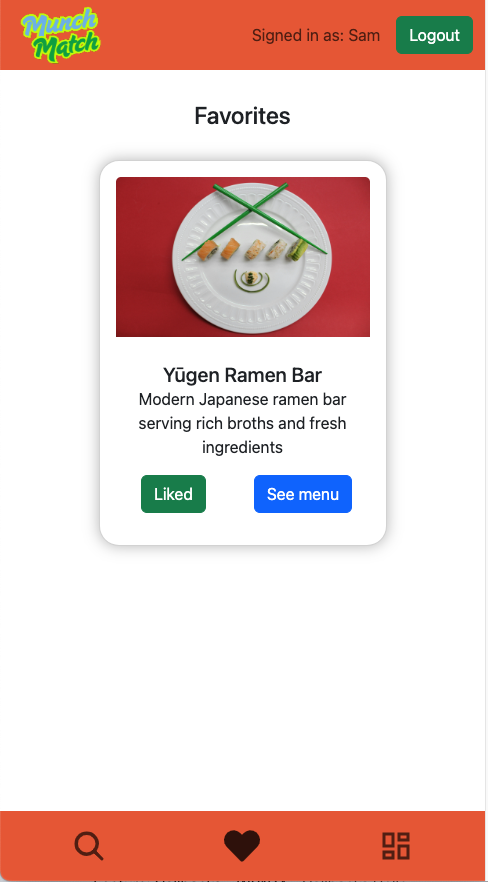 Munch
Match
Signed in as: Sam
Logout
Favorites
Yūgen Ramen Bar
Modern Japanese ramen bar
serving rich broths and fresh
ingredients
Liked
See menu